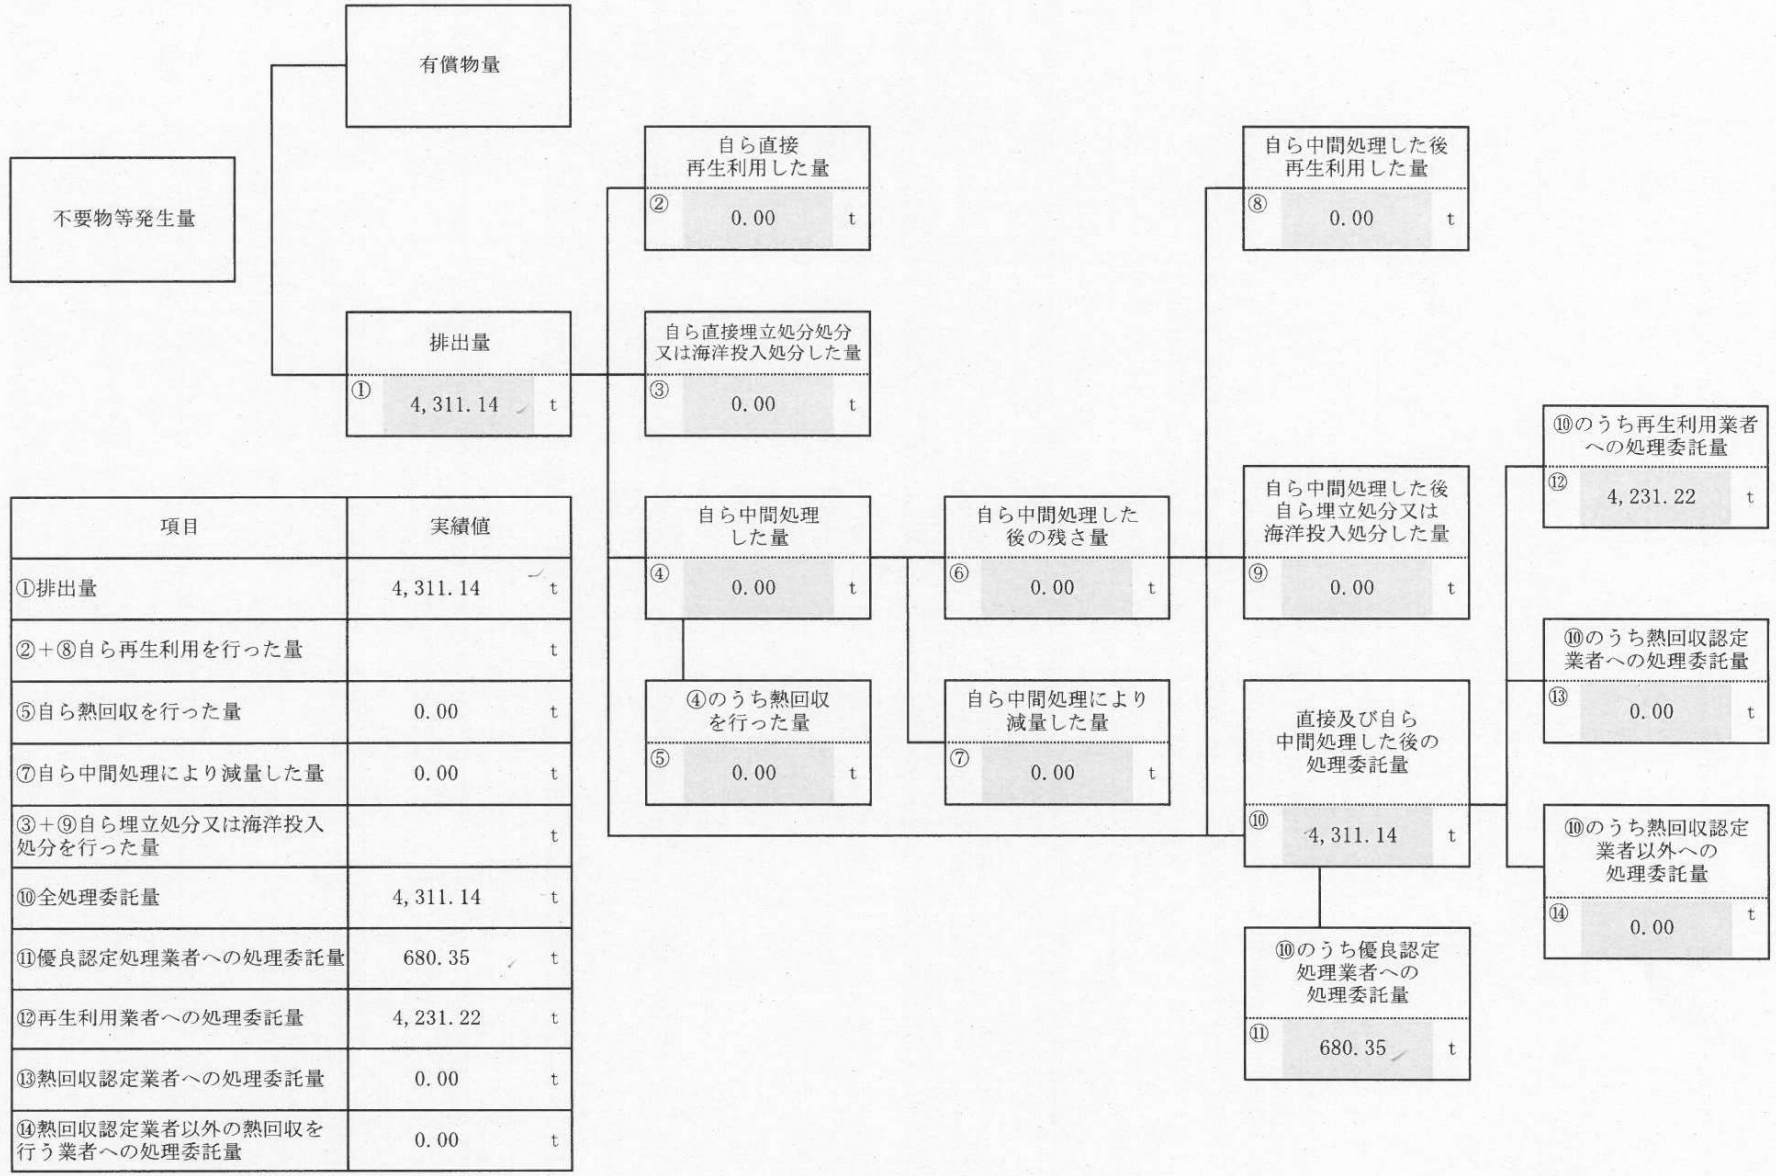 有償物量
不要物等発生量
自ら直接
再生利用した量
② 0.00 t
自ら中間処理した後
再生利用した量
⑧ 0.00 t
排出量
① 4,311.14 t
自ら直接埋立処分処分
又は海洋投入処分した量
③ 0.00 t
自ら中間処理
した量
④ 0.00 t
自ら中間処理した
後の残さ量
⑥ 0.00 t
自ら中間処理した後
自ら埋立処分又は
海洋投入処分した量
⑨ 0.00 t
⑩のうち再生利用業者
への処理委託量
⑫ 4,231.22 t
④のうち熱回収
を行った量
⑤ 0.00 t
自ら中間処理により
減量した量
⑦ 0.00 t
直接及び自ら
中間処理した後の
処理委託量
⑩ 4,311.14 t
⑩のうち熱回収認定
業者への処理委託量
⑬ 0.00 t
⑩のうち熱回収認定
業者以外への
処理委託量
⑭ 0.00 t
⑩のうち優良認定
処理業者への
処理委託量
⑪ 680.35 t
項目 実績値
①排出量 4,311.14 t
②+⑧自ら再生利用を行った量 t
⑤自ら熱回収を行った量 0.00 t
⑦自ら中間処理により減量した量 0.00 t
③+⑨自ら埋立処分又は海洋投入
処分を行った量 t
⑩全処理委託量 4,311.14 t
⑪優良認定処理業者への処理委託量 680.35 t
⑫再生利用業者への処理委託量 4,231.22 t
⑬熱回収認定業者への処理委託量 0.00 t
⑭熱回収認定業者以外の熱回収を
行う業者への処理委託量 0.00 t